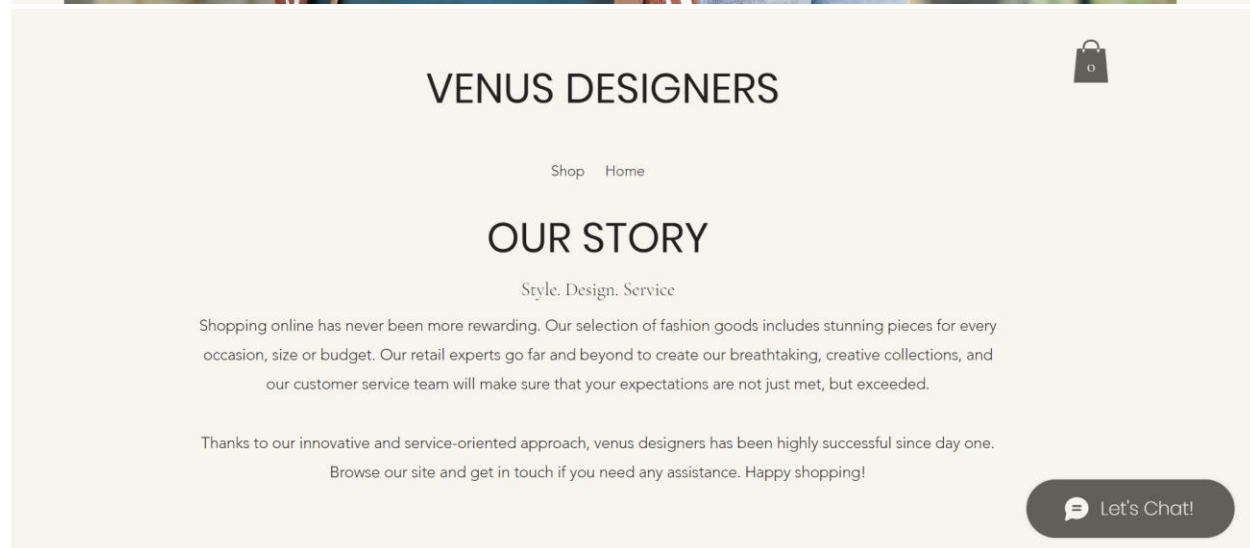 VENUS DESIGNERS
0
Shop Home
OUR STORY
Style. Design. Service
Shopping online has never been more rewarding. Our selection of fashion goods includes stunning pieces for every
occasion, size or budget. Our retail experts go far and beyond to create our breathtaking, creative collections, and
our customer service team will make sure that your expectations are not just met, but exceeded.
Thanks to our innovative and service-oriented approach, venus designers has been highly successful since day one.
Browse our site and get in touch if you need any assistance. Happy shopping!
Let's Chat!